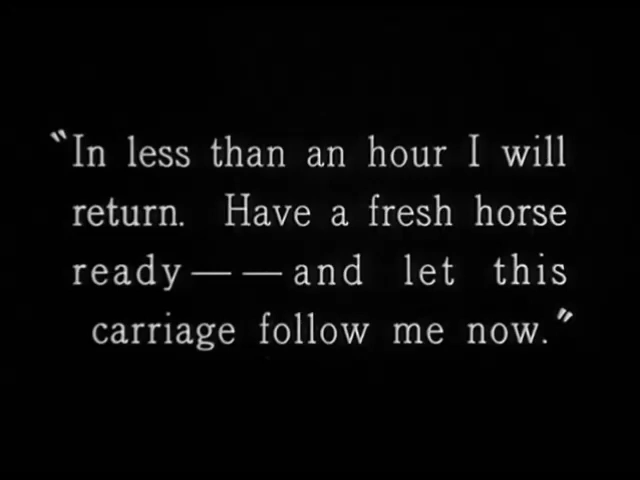 "In less than an hour I will
return. Have a fresh horse
ready — — and let this
carriage follow me now."